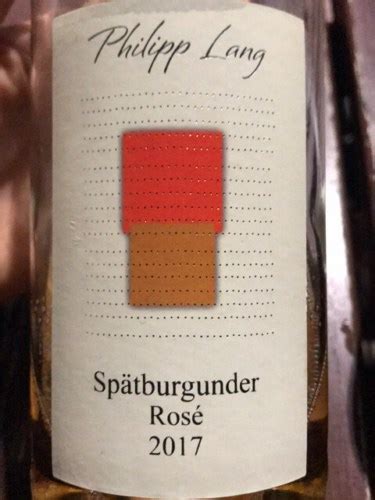 Philipp Lang
Spätburgunder
Rosé
2017